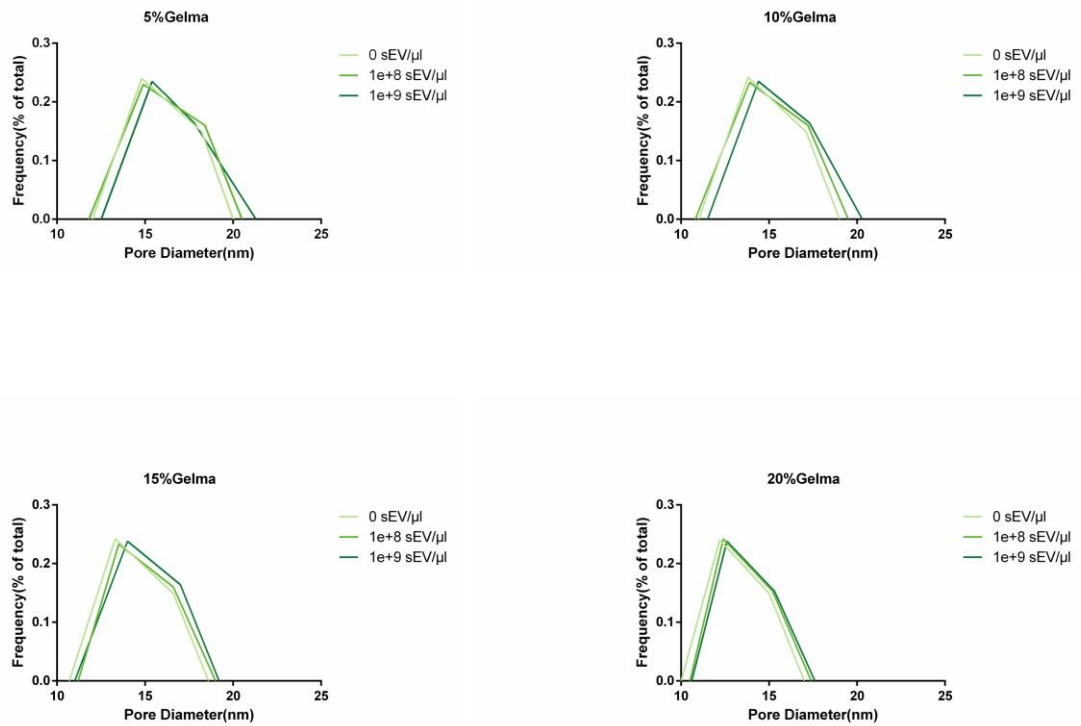 5%Gelma
0.3
0.2
0.1
0.0
Frequency(% of total)
10 15 20 25
Pore Diameter(nm)
0 sEV/μl
1e+8 sEV/μl
1e+9 sEV/μl
10%Gelma
0.3
0.2
0.1
0.0
Frequency(% of total)
10 15 20 25
Pore Diameter(nm)
0 sEV/μl
1e+8 sEV/μl
1e+9 sEV/μl
15%Gelma
0.3
0.2
0.1
0.0
Frequency(% of total)
10 15 20 25
Pore Diameter(nm)
0 sEV/μl
1e+8 sEV/μl
1e+9 sEV/μl
20%Gelma
0.3
0.2
0.1
0.0
Frequency(% of total)
10 15 20 25
Pore Diameter(nm)
0 sEV/μl
1e+8 sEV/μl
1e+9 sEV/μl